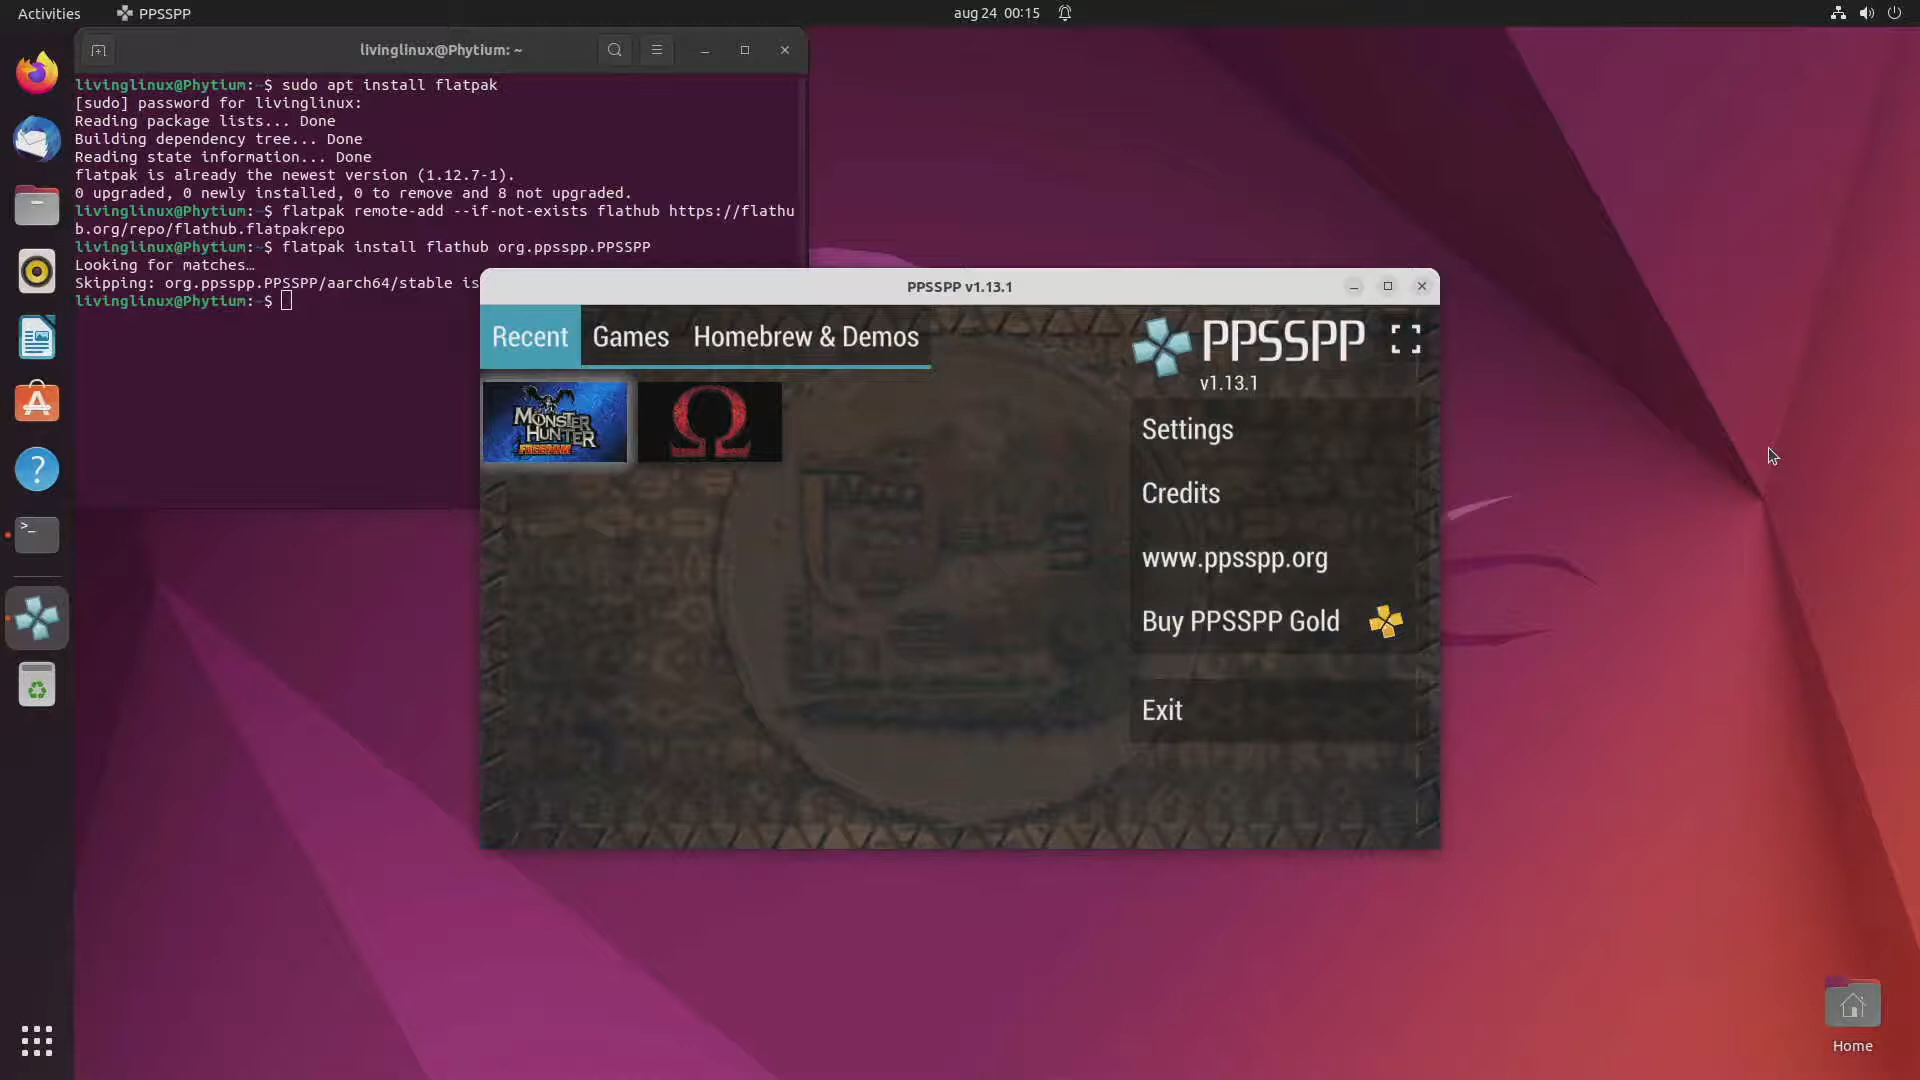 Activities
PPSSPP
aug 24 00:15
livinglinux@Phytium: ~
livinglinux@Phytium:~$ sudo apt install flatpak
[sudo] password for livinglinux:
Reading package lists... Done
Building dependency tree... Done
Reading state information... Done
flatpak is already the newest version (1.12.7-1).
0 upgraded, 0 newly installed, 0 to remove and 8 not upgraded.
livinglinux@Phytium:~$ flatpak remote-add --if-not-exists flathub https://flathu
b.org/repo/flathub.flatpakrepo
livinglinux@Phytium:~$ flatpak install flathub org.ppsspp.PPSSPP
Looking for matches…
Skipping: org.ppsspp.PPSSPP/aarch64/stable is
livinglinux@Phytium:~$
PPSSPP v1.13.1
Recent
Games
Homebrew & Demos
PPSSPP
v1.13.1
MONSTER
HUNTER
FREEDOM
Settings
Credits
www.ppsspp.org
Buy PPSSPP Gold
Exit
Home